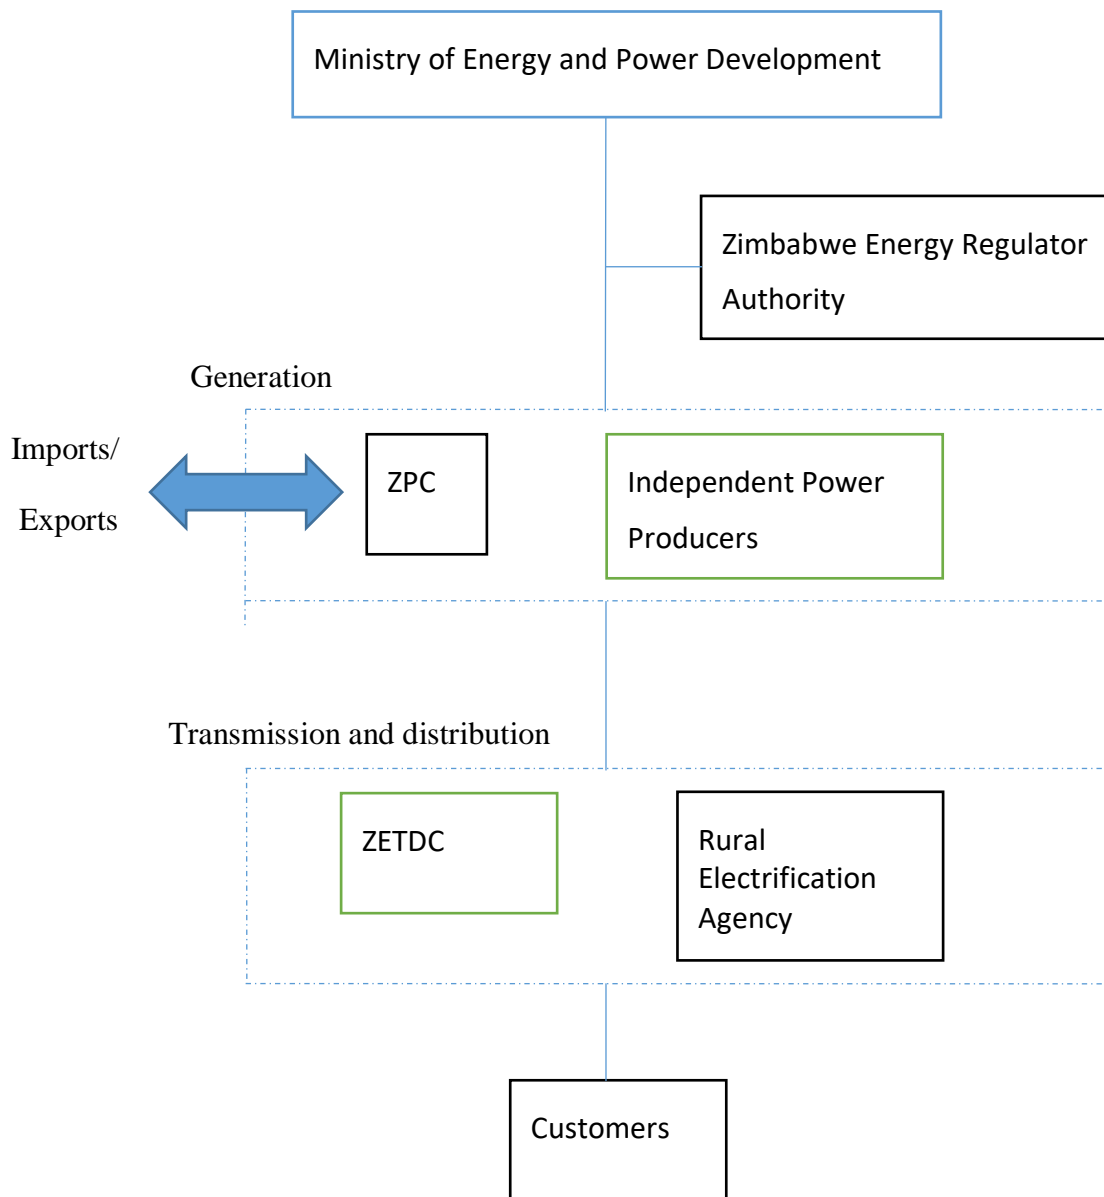 Ministry of Energy and Power Development
Zimbabwe Energy Regulator
Authority
Generation
Imports/
Exports
ZPC
Independent Power
Producers
Transmission and distribution
ZETDC
Rural
Electrification
Agency
Customers